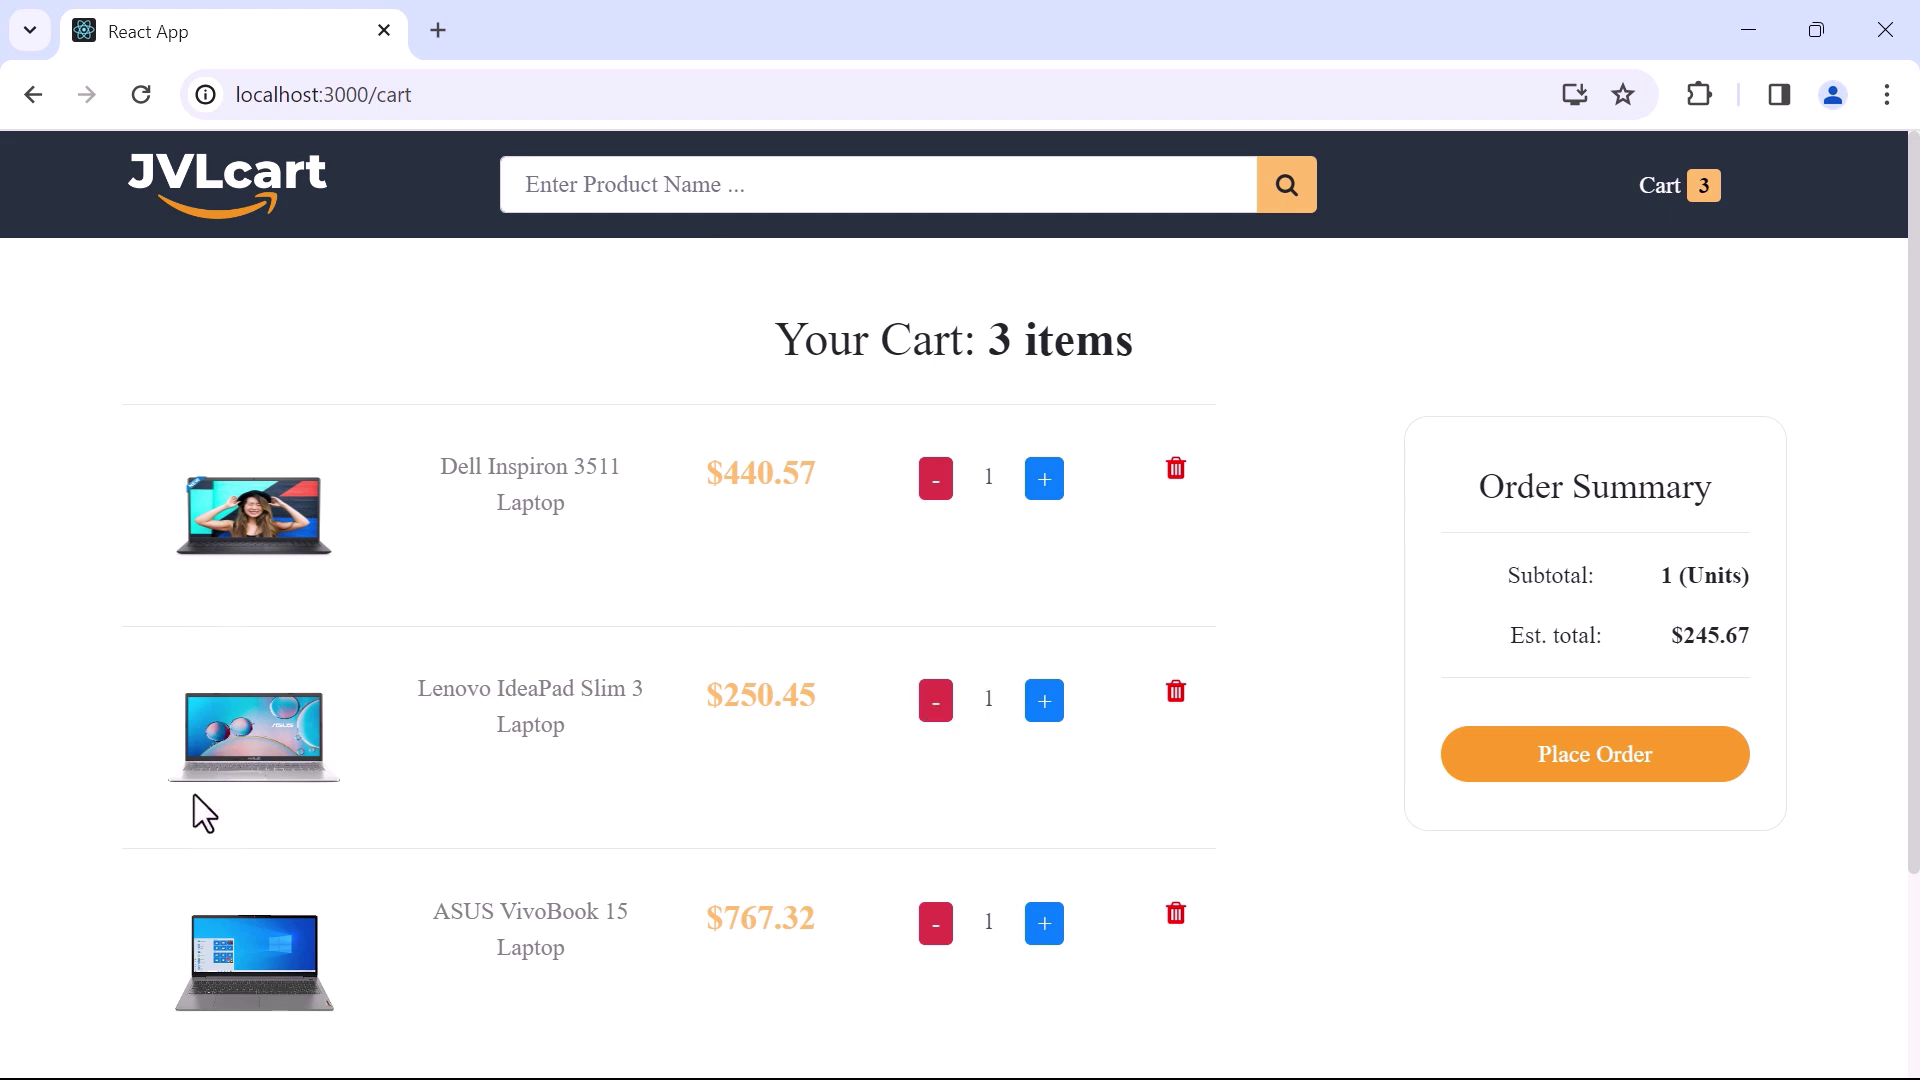 React App
localhost:3000/cart
JVLcart
Enter Product Name ...
Cart 3
Your Cart: 3 items
Dell Inspiron 3511
Laptop
$440.57
- 1 +
Lenovo IdeaPad Slim 3
Laptop
$250.45
- 1 +
ASUS VivoBook 15
Laptop
$767.32
- 1 +
Order Summary
Subtotal: 1 (Units)
Est. total: $245.67
Place Order